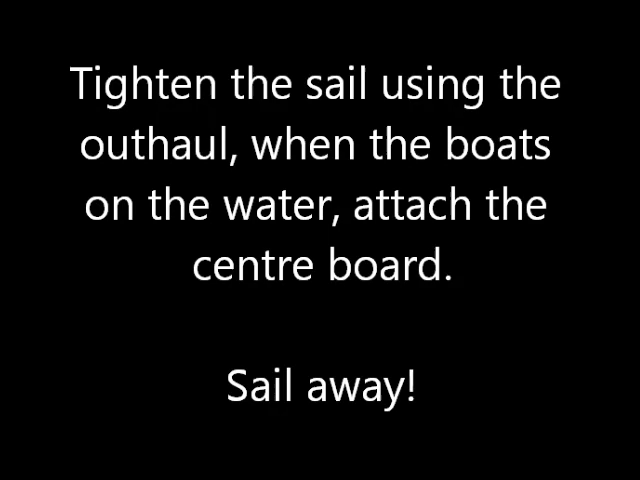 Tighten the sail using the
outhaul, when the boats
on the water, attach the
centre board.
Sail away!